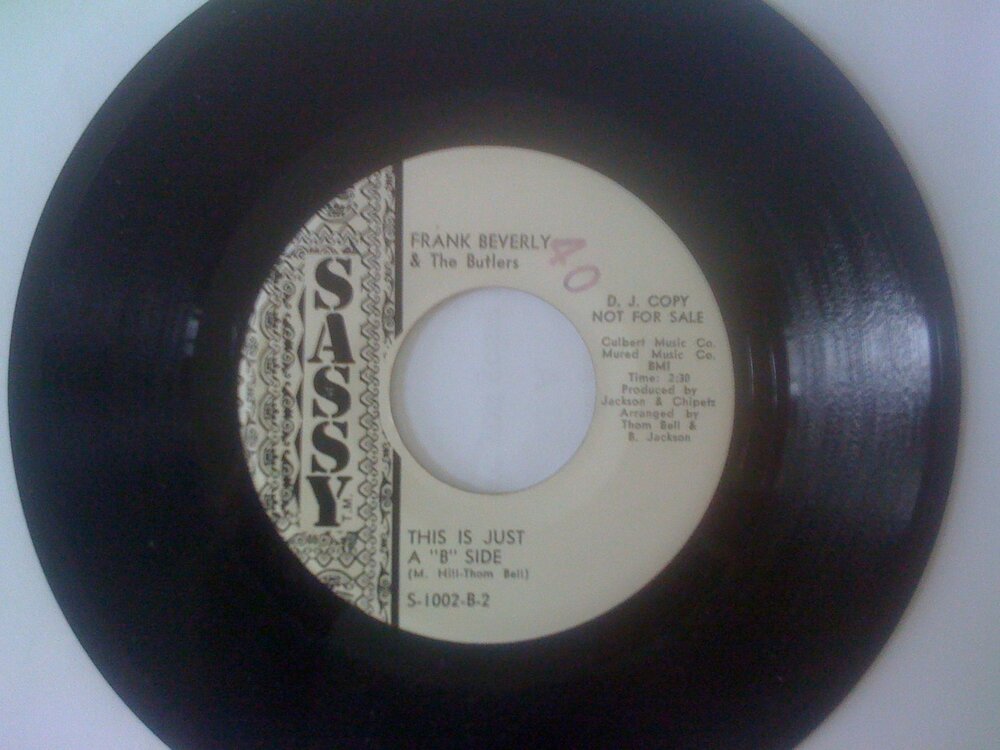 SASSY
T.M.
FRANK BEVERLY
& The Butlers
40
D. J. COPY
NOT FOR SALE
Culbert Music Co.
Mured Music Co.
BMI
Time: 2:30
Produced by
Jackson & Chipetz
Arranged by
Thom Bell &
B. Jackson
THIS IS JUST
A "B" SIDE
(M. Hill-Thom Bell)
S-1002-B-2